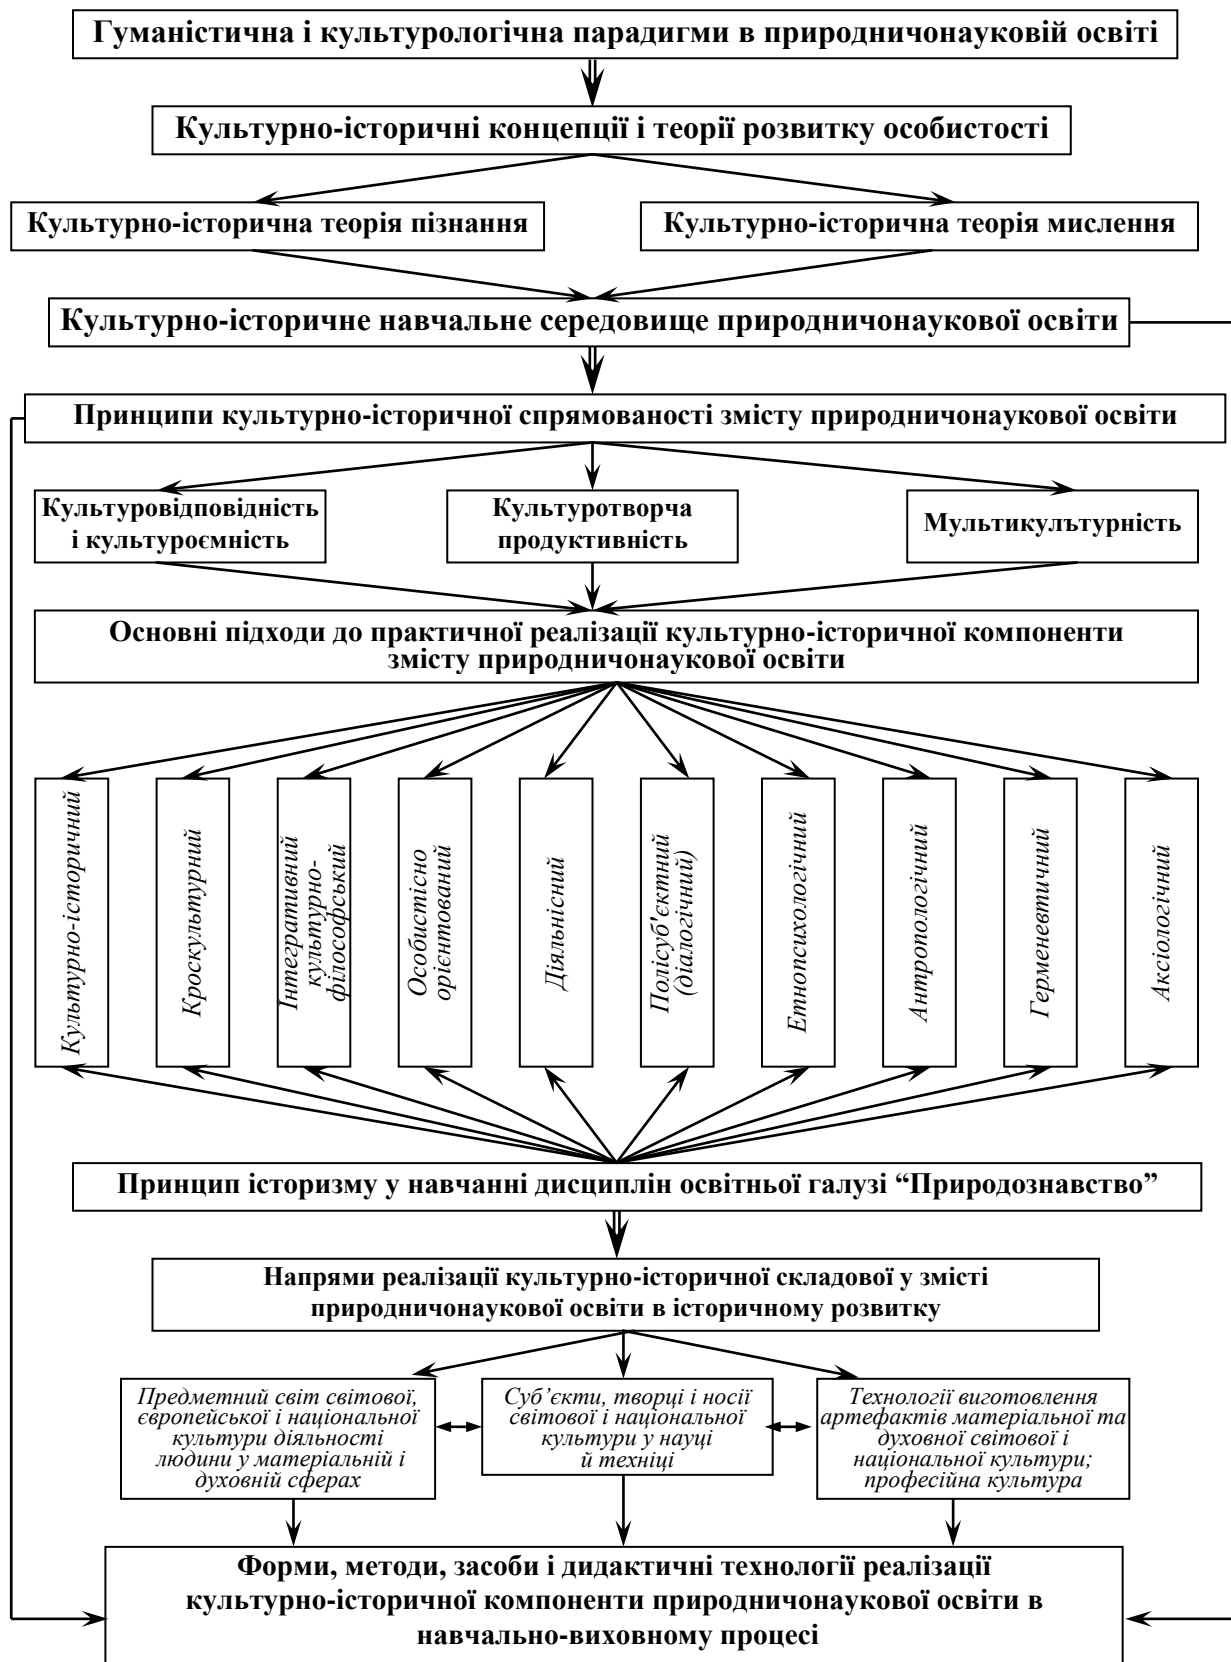 Гуманістична і культурологічна парадигми в природничонауковій освіті
Культурно-історичні концепції і теорії розвитку особистості
Культурно-історична теорія пізнання
Культурно-історична теорія мислення
Культурно-історичне навчальне середовище природничонаукової освіти
Принципи культурно-історичної спрямованості змісту природничонаукової освіти
Культуровідповідність
і культуроємність
Культуротворча
продуктивність
Мультикультурність
Основні підходи до практичної реалізації культурно-історичної компоненти
змісту природничонаукової освіти
Культурно-історичний
Кроскультурний
Інтегративний
культурно-
філософський
Особистісно
орієнтований
Діяльнісний
Полісуб'єктний
(діалогічний)
Етнопсихологічний
Антропологічний
Герменевтичний
Аксіологічний
Принцип історизму у навчанні дисциплін освітньої галузі “Природознавство”
Напрями реалізації культурно-історичної складової у змісті
природничонаукової освіти в історичному розвитку
Предметний світ світової,
європейської і національної
культури діяльності
людини у матеріальній і
духовній сферах
Суб’єкти, творці і носії
світової і національної
культури у науці
й техніці
Технології виготовлення
артефактів матеріальної та
духовної світової і
національної культури;
професійна культура
Форми, методи, засоби і дидактичні технології реалізації
культурно-історичної компоненти природничонаукової освіти в
навчально-виховному процесі